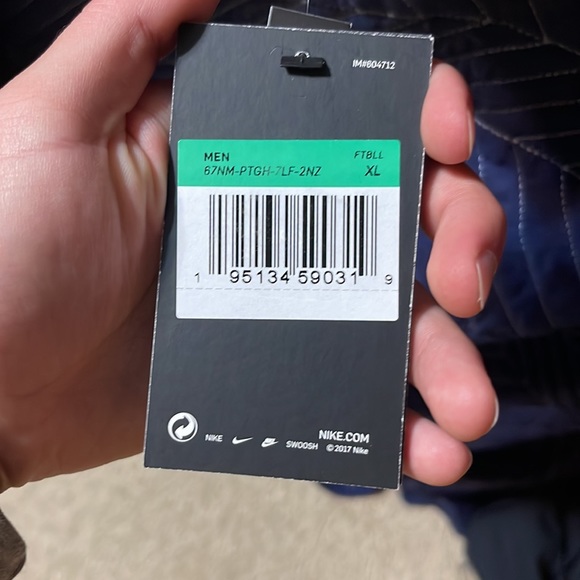 IM#604712
MEN FTBLL
67NM-PTGH-7LF-2NZ XL
1 95134 59031 9
NIKE SWOOSH NIKE.COM
© 2017 Nike